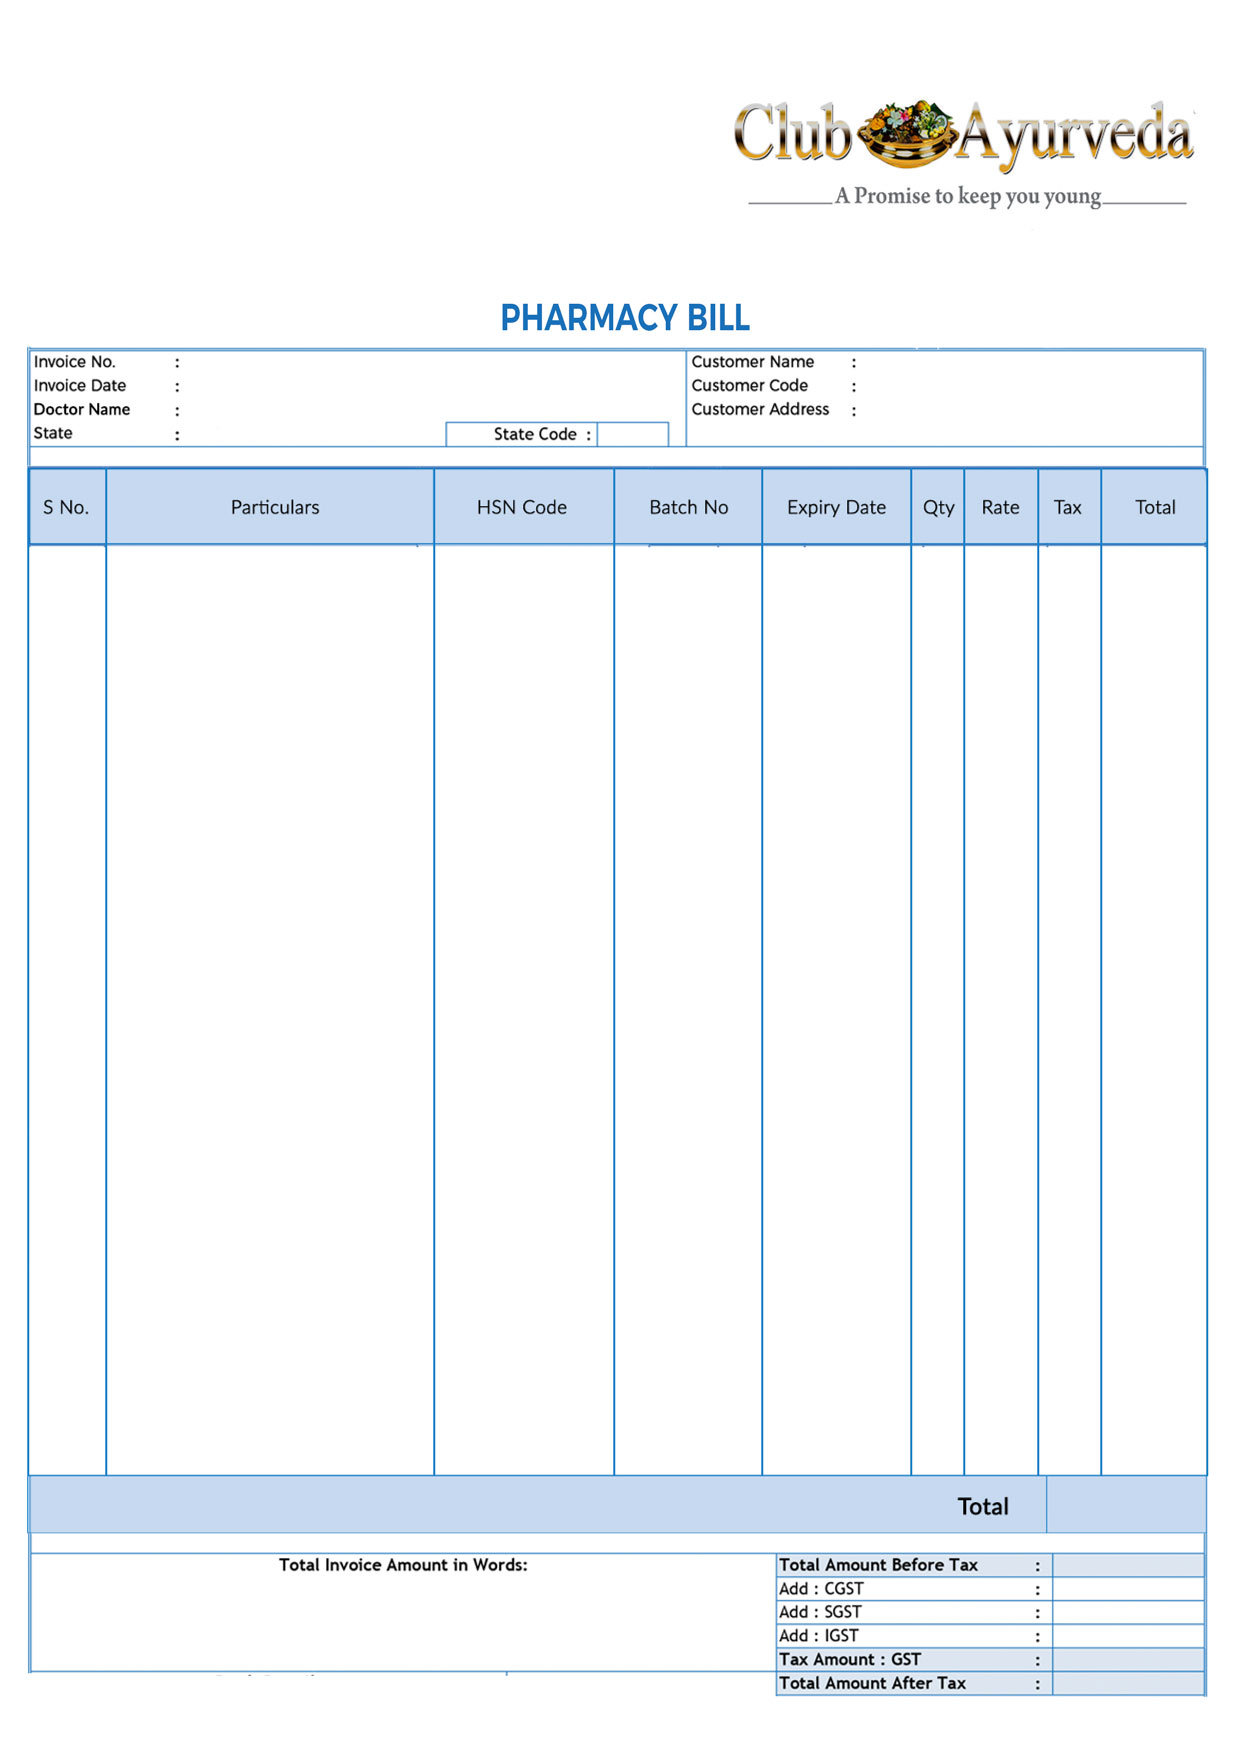 Club Ayurveda
A Promise to keep you young
PHARMACY BILL
Invoice No. :
Invoice Date :
Doctor Name :
State :
State Code :
Customer Name :
Customer Code :
Customer Address :
S No. Particulars HSN Code Batch No Expiry Date Qty Rate Tax Total
Total
Total Invoice Amount in Words:
Total Amount Before Tax :
Add : CGST :
Add : SGST :
Add : IGST :
Tax Amount : GST :
Total Amount After Tax :